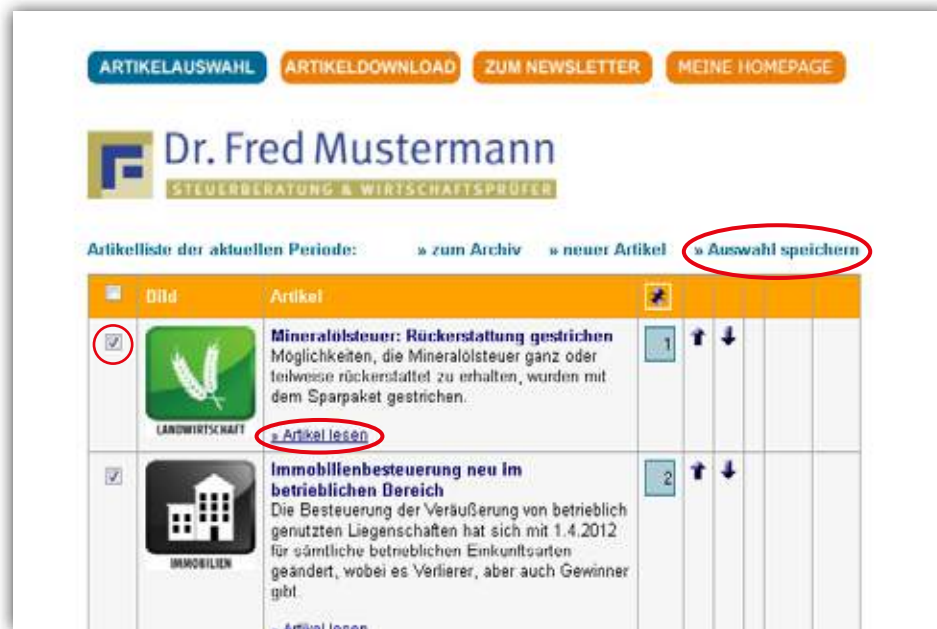 ARTIKELAUSWAHL ARTIKELDOWNLOAD ZUM NEWSLETTER MEINE HOMEPAGE
Dr. Fred Mustermann
STEUERBERATUNG & WIRTSCHAFTSPRÜFER
Artikelliste der aktuellen Periode: » zum Archiv » neuer Artikel » Auswahl speichern
Bild Artikel
Mineralölsteuer: Rückerstattung gestrichen
Möglichkeiten, die Mineralölsteuer ganz oder
teilweise rückerstattet zu erhalten, wurden mit
dem Sparpaket gestrichen.
» Artikel lesen
LANDWIRTSCHAFT
1
Immobilienbesteuerung neu im
betrieblichen Bereich
Die Besteuerung der Veräußerung von betrieblich
genutzten Liegenschaften hat sich mit 1.4.2012
für sämtliche betrieblichen Einkunftsarten
geändert, wobei es Verlierer, aber auch Gewinner
gibt
» Artikel lesen
IMMOBILIEN
2